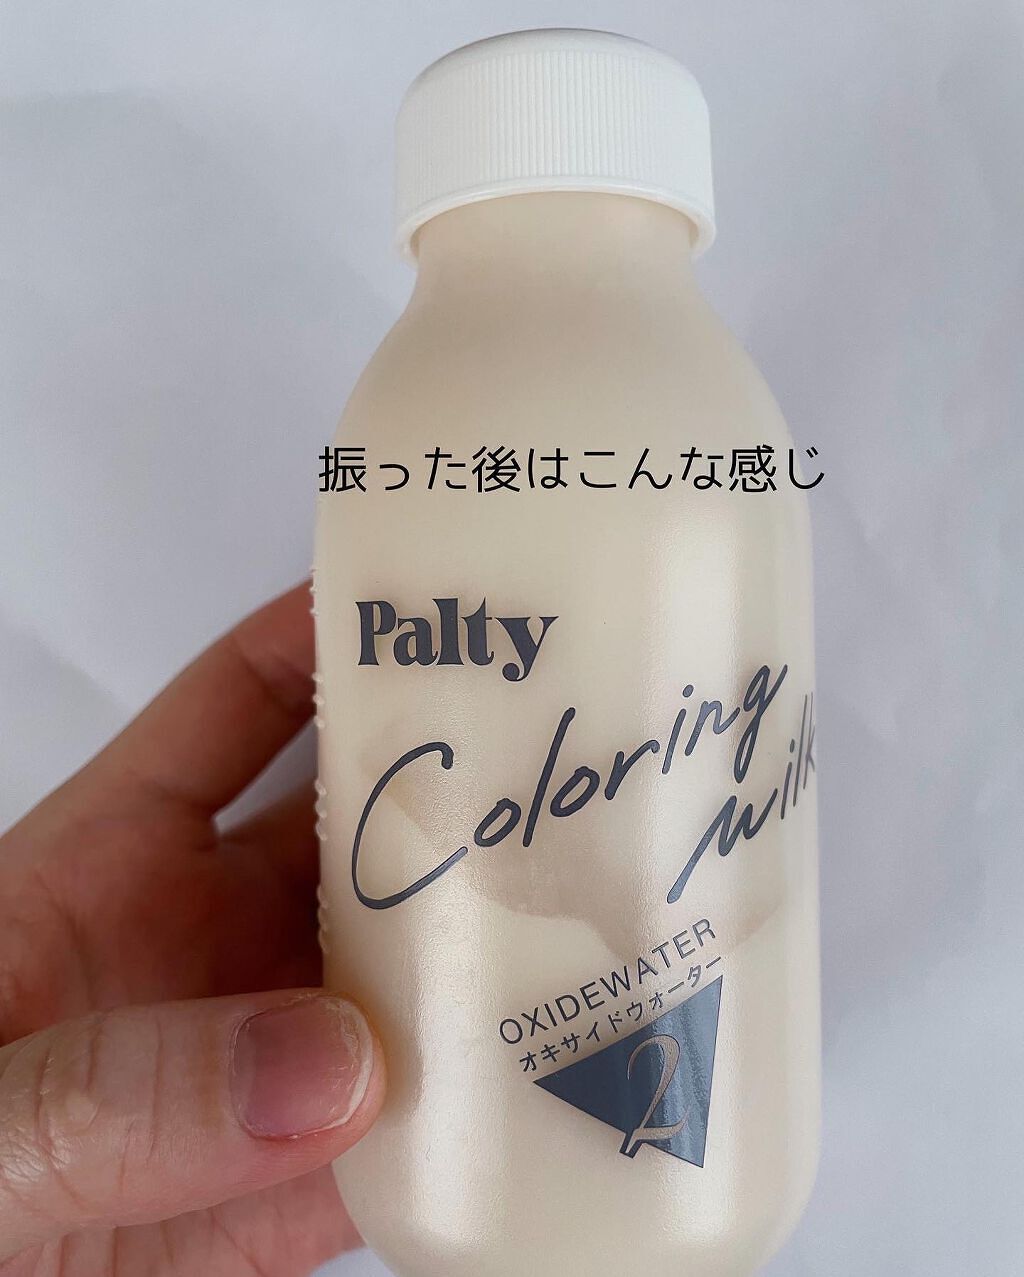 振った後はこんな感じ
Palty
Coloring
milk
OXIDEWATER
オキサイドウォーター
2